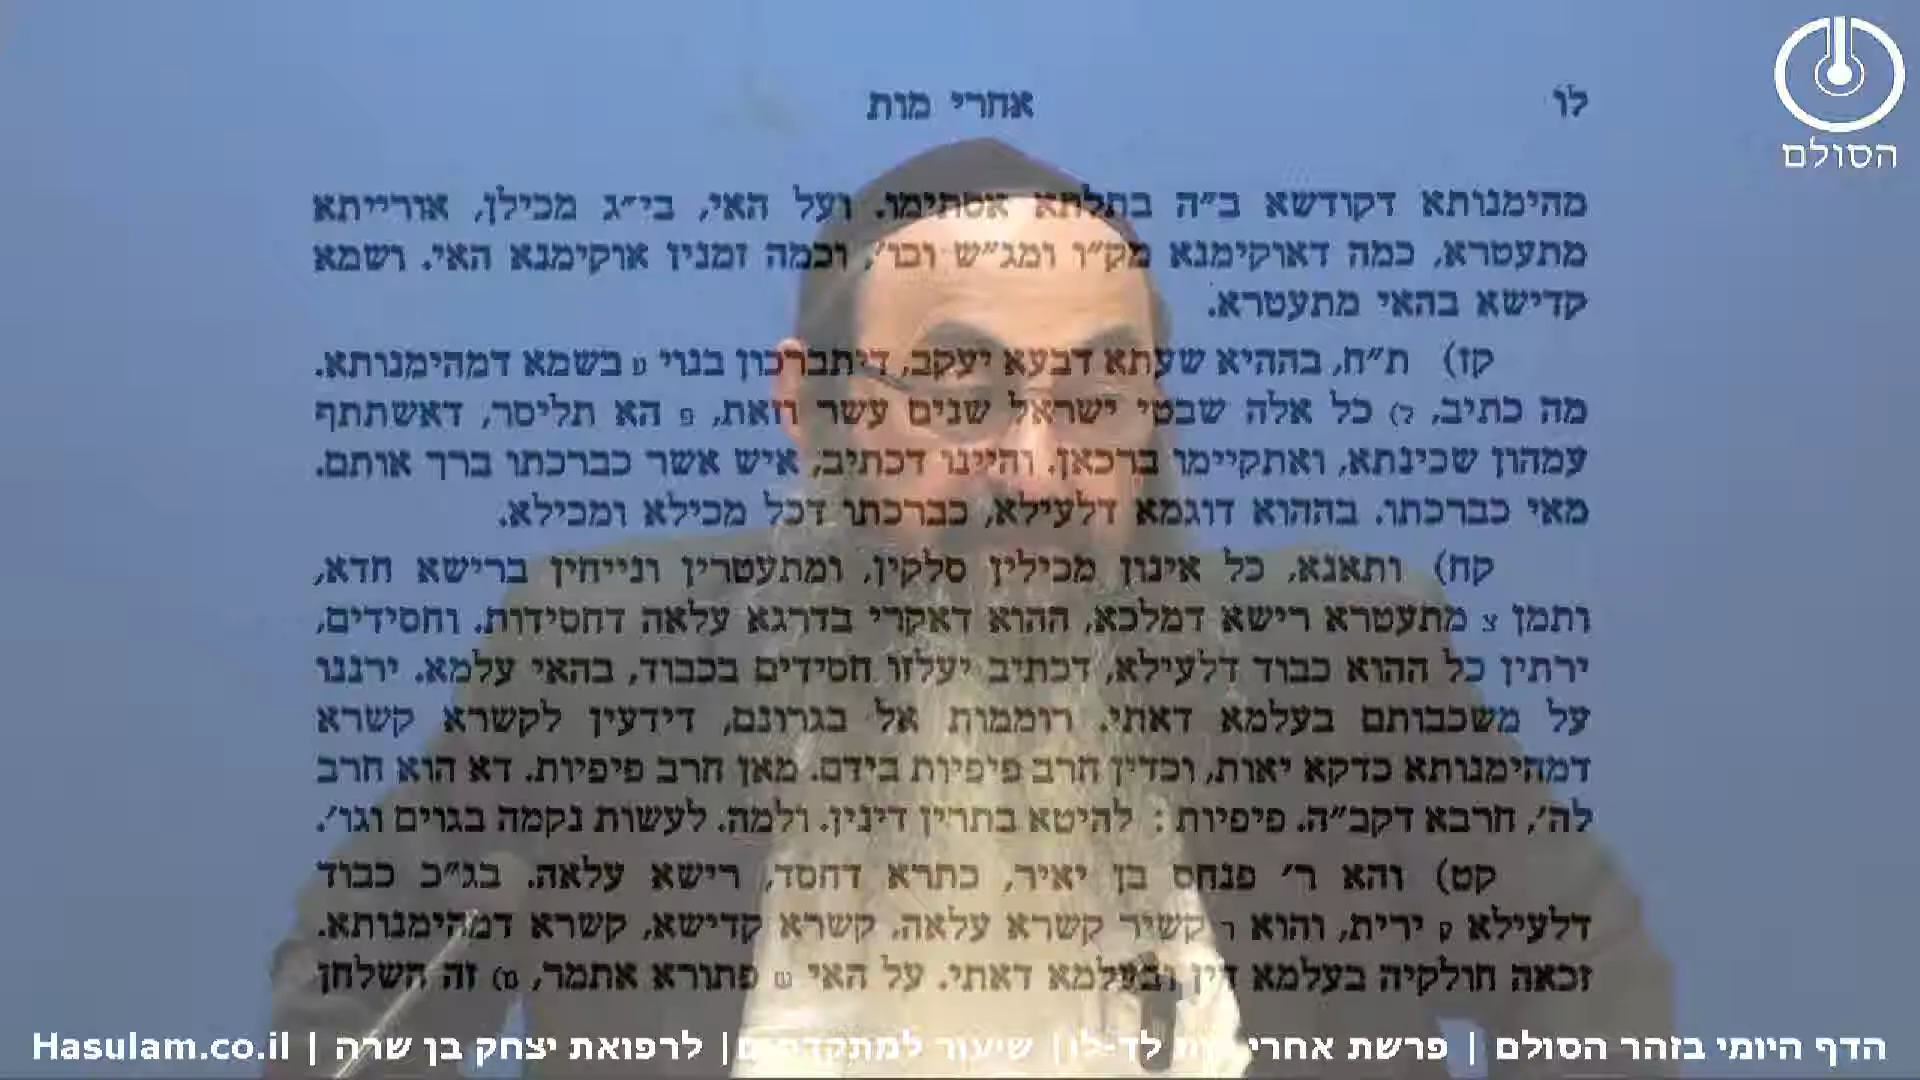 הסולם
לו
אחרי מות
מהימנותא דקודשא ב״ה בתלתא אסתימו. ועל האי, בי״ג מכילן, אורייתא
מתעטרא, כמה דאוקימנא מק״ו ומג״ש וכו׳, וכמה זמנין אוקימנא האי. ושמא
קדישא בהאי מתעטרא.
קז) ת״ח, בההיא שעתא דבעא יעקב, דיתברכון בנוי ע בשמא דמהימנותא.
מה כתיב, ל) כל אלה שבטי ישראל שנים עשר וזאת, פ הא תליסר, דאשתתף
עמהון שכינתא, ואתקיימו ברכאן. והיינו דכתיב, איש אשר כברכתו ברך אותם.
מאי כברכתו. בההוא דוגמא דלעילא, כברכתו דכל מכילא ומכילא.
קח) ותאנא, כל אינון מכילין סלקין, ומתעטרין ונייחין ברישא חדא,
ותמן צ מתעטרא רישא דמלכא, ההוא דאקרי בדרגא עלאה דחסידות. וחסידים,
ירתין כל ההוא כבוד דלעילא, דכתיב יעלזו חסידים בכבוד, בהאי עלמא. ירננו
על משכבותם בעלמא דאתי. רוממות אל בגרונם, דידעין לקשרא קשרא
דמהימנותא כדקא יאות, וכדין חרב פיפיות בידם. מאן חרב פיפיות. דא הוא חרב
לה׳, חרבא דקב״ה. פיפיות : להיטא בתרין דינין. ולמה. לעשות נקמה בגוים וגו׳.
קט) והא ר׳ פנחס בן יאיר, כתרא דחסד, רישא עלאה. בג״כ כבוד
דלעילא ק ירית, והוא ר קשיר קשרא עלאה, קשרא קדישא, קשרא דמהימנותא.
זכאה חולקיה בעלמא דין ובעלמא דאתי. על האי ש פתורא אתמר, מ) זה השלחן
הדף היומי בזהר הסולם | פרשת אחרי מות לד-לו | שיעור למתקדמים | לרפואת יצחק בן שרה | Hasulam.co.il